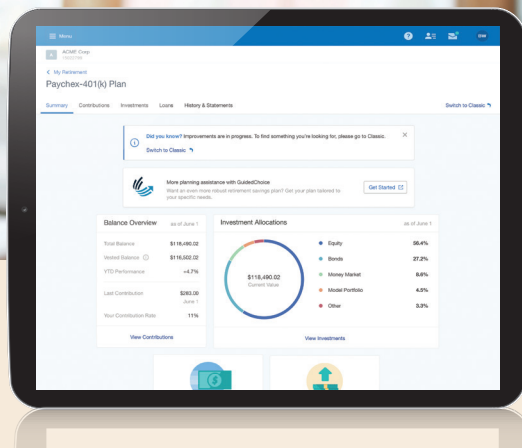 Menu
ACME Corp.
My Retirement
Paychex-401(k) Plan
Summary Contributions Investments Loans History & Statements Switch to Classic
Did you know? Improvements are in progress. To find something you're looking for, please go to Classic.
Switch to Classic
More planning assistance with GuidedChoice
Want an even more robust retirement savings plan? Get your plan tailored to
your specific needs.
Get Started
Balance Overview as of June 1
Total Balance $118,490.02
Vested Balance $116,502.02
YTD Performance +4.7%
Last Contribution $263.00
June 1
Your Contribution Rate 11%
View Contributions
Investment Allocations as of June 1
$118,490.02
Current Value
Equity 56.4%
Bonds 27.2%
Money Market 8.6%
Model Portfolio 4.5%
Other 3.3%
View Investments